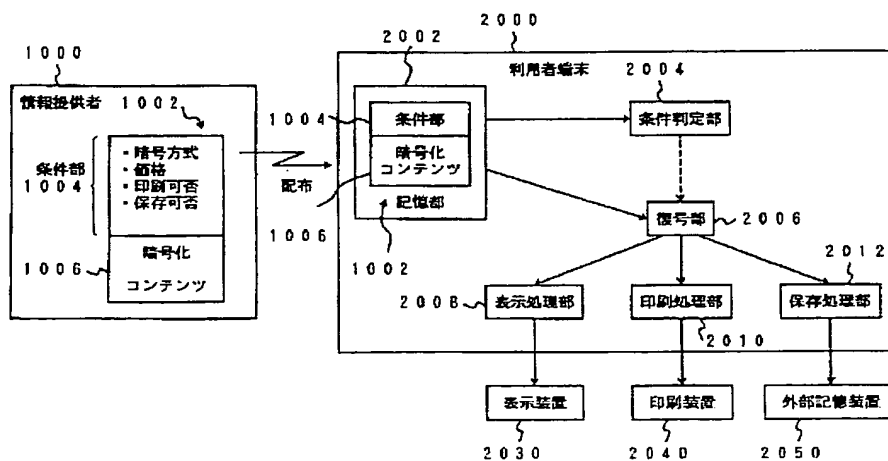 1000
情報提供者
1002
条件部
1004
・暗号方式
・価格
・印刷可否
・保存可否
1006
暗号化
コンテンツ
配布
2000
利用者端末
2002
1004
条件部
暗号化
コンテンツ
記憶部
1006
1002
2004
条件判定部
復号部
2006
2008
表示処理部
印刷処理部
2010
2012
保存処理部
表示装置
2030
印刷装置
2040
外部記憶装置
2050